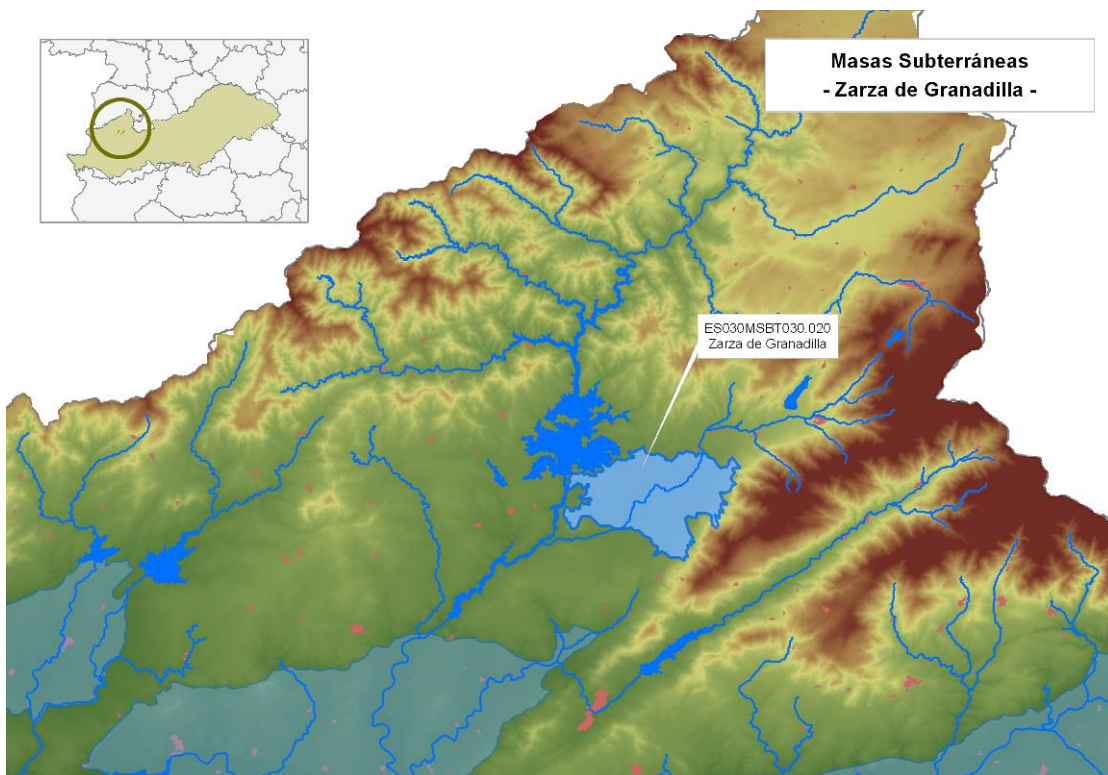 Masas Subterráneas
- Zarza de Granadilla -
ES030MSBT030.020
Zarza de Granadilla